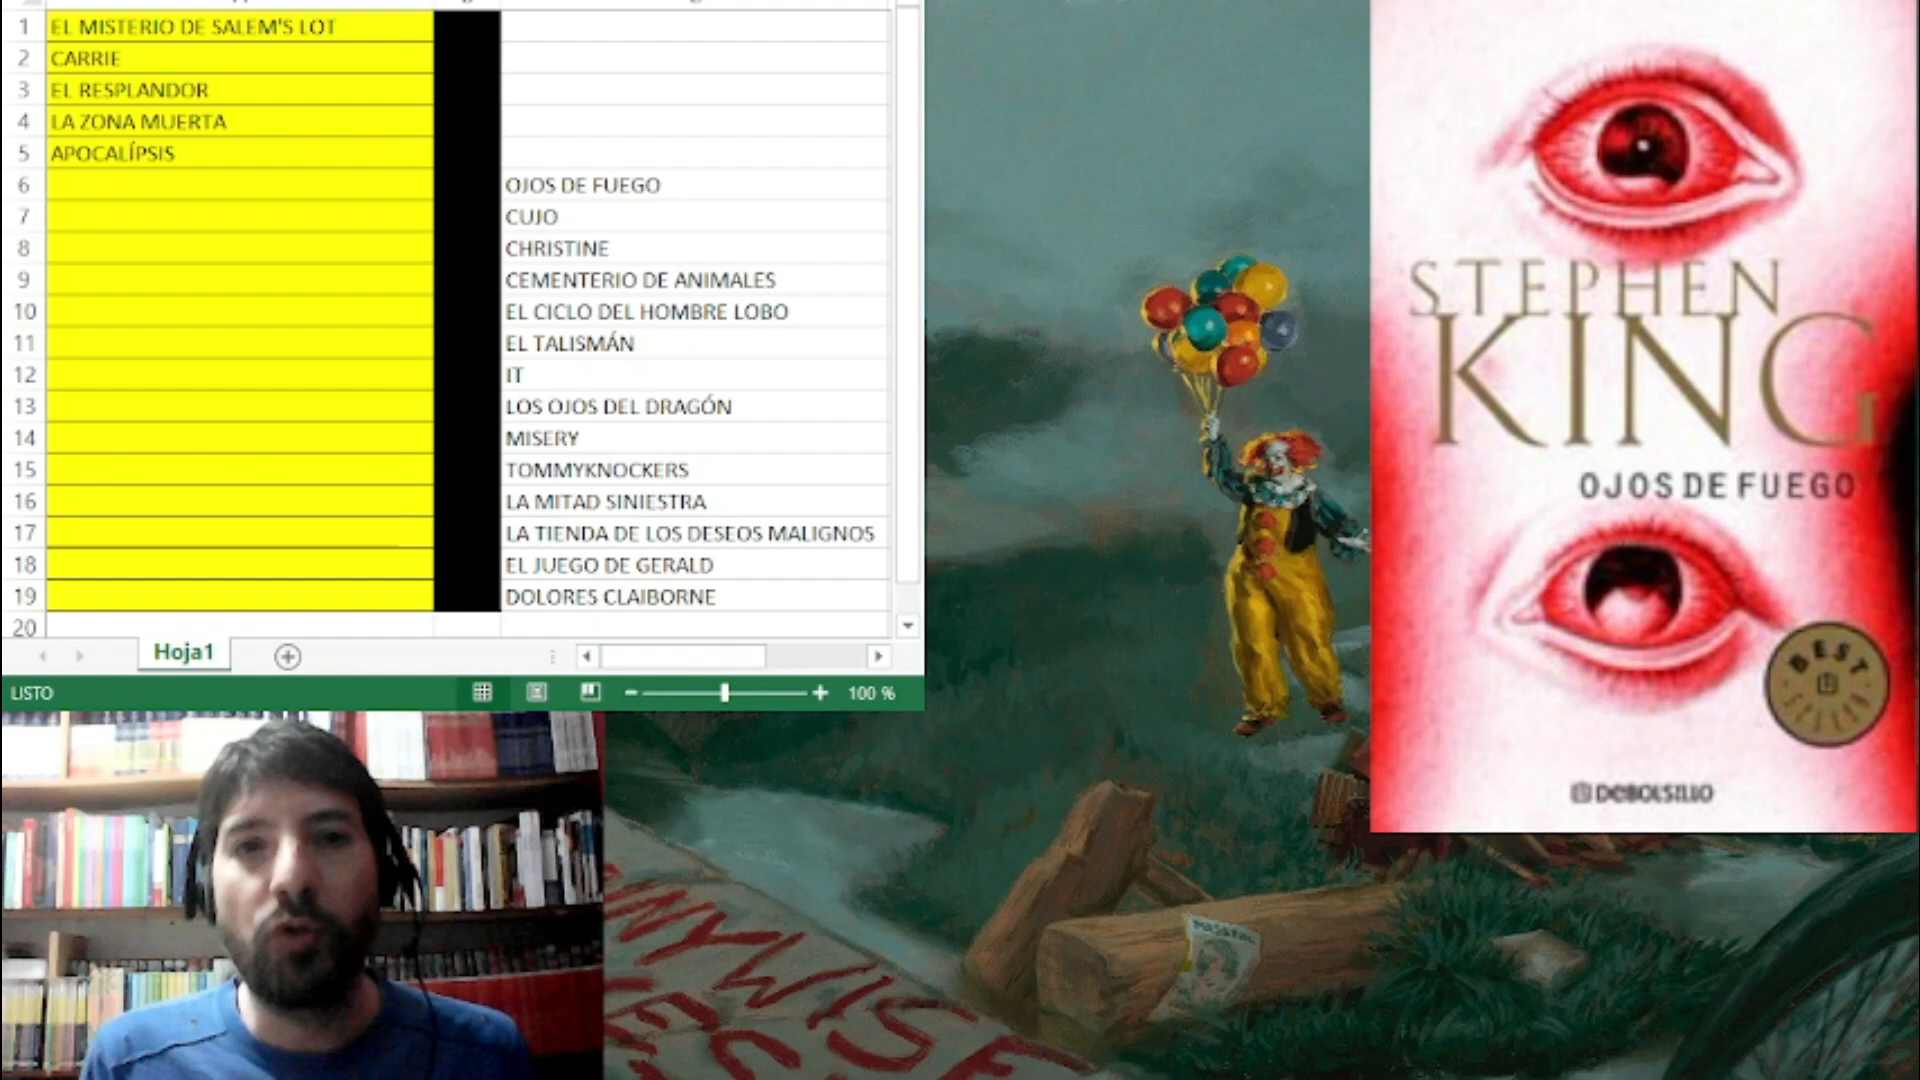 1 EL MISTERIO DE SALEM'S LOT
2 CARRIE
3 EL RESPLANDOR
4 LA ZONA MUERTA
5 APOCALÍPSIS
6 OJOS DE FUEGO
7 CUJO
8 CHRISTINE
9 CEMENTERIO DE ANIMALES
10 EL CICLO DEL HOMBRE LOBO
11 EL TALISMÁN
12 IT
13 LOS OJOS DEL DRAGÓN
14 MISERY
15 TOMMYKNOCKERS
16 LA MITAD SINIESTRA
17 LA TIENDA DE LOS DESEOS MALIGNOS
18 EL JUEGO DE GERALD
19 DOLORES CLAIBORNE
20
Hoja1
LISTO
100 %
STEPHEN
KING
OJOS DE FUEGO
BEST
SELLER
DEBOLSILLO
NYWISE